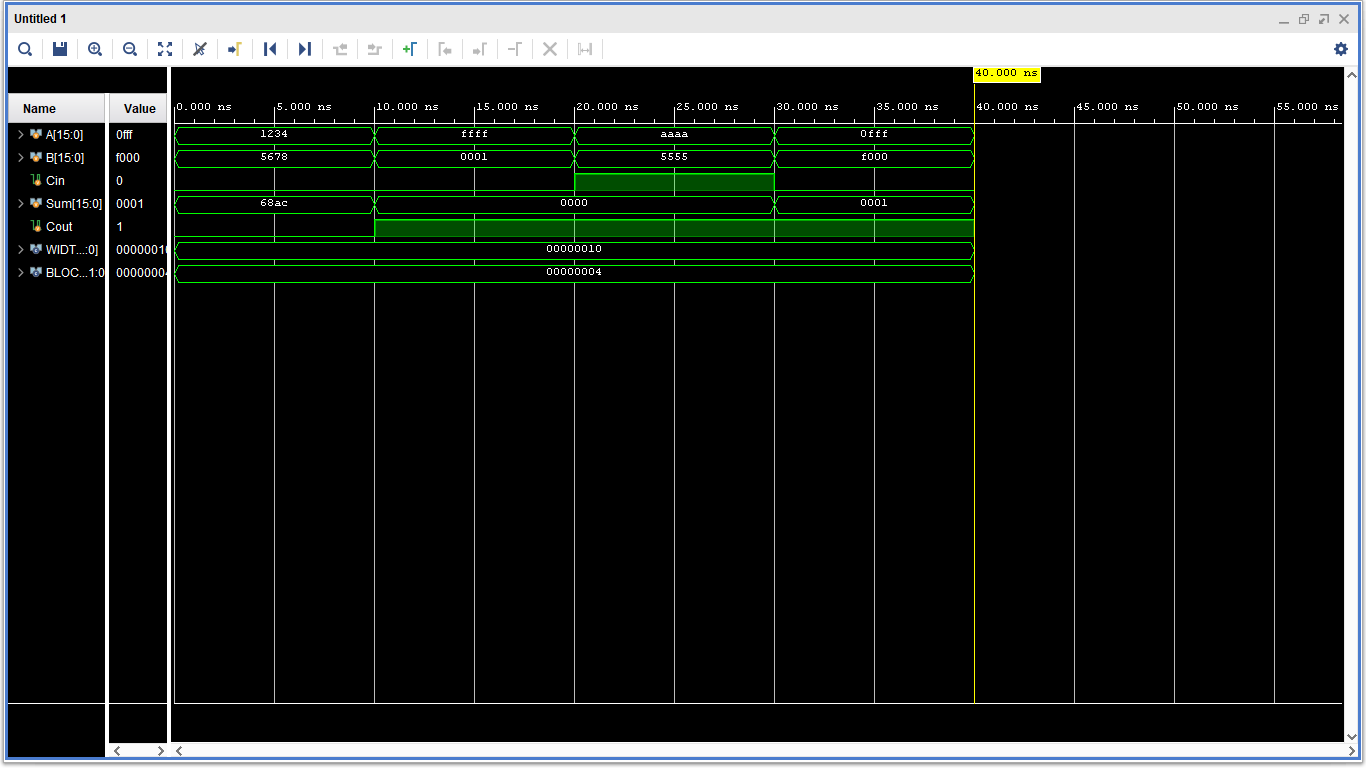 Untitled 1
40.000 ns
Name Value
0.000 ns 5.000 ns 10.000 ns 15.000 ns 20.000 ns 25.000 ns 30.000 ns 35.000 ns 40.000 ns 45.000 ns 50.000 ns 55.000 ns
A[15:0] 0fff 1234 ffff aaaa 0fff
B[15:0] f000 5678 0001 5555 f000
Cin 0
Sum[15:0] 0001 68ac 0000 0001
Cout 1
WIDT...:0] 00000010 00000010
BLOC...1:0 00000004 00000004